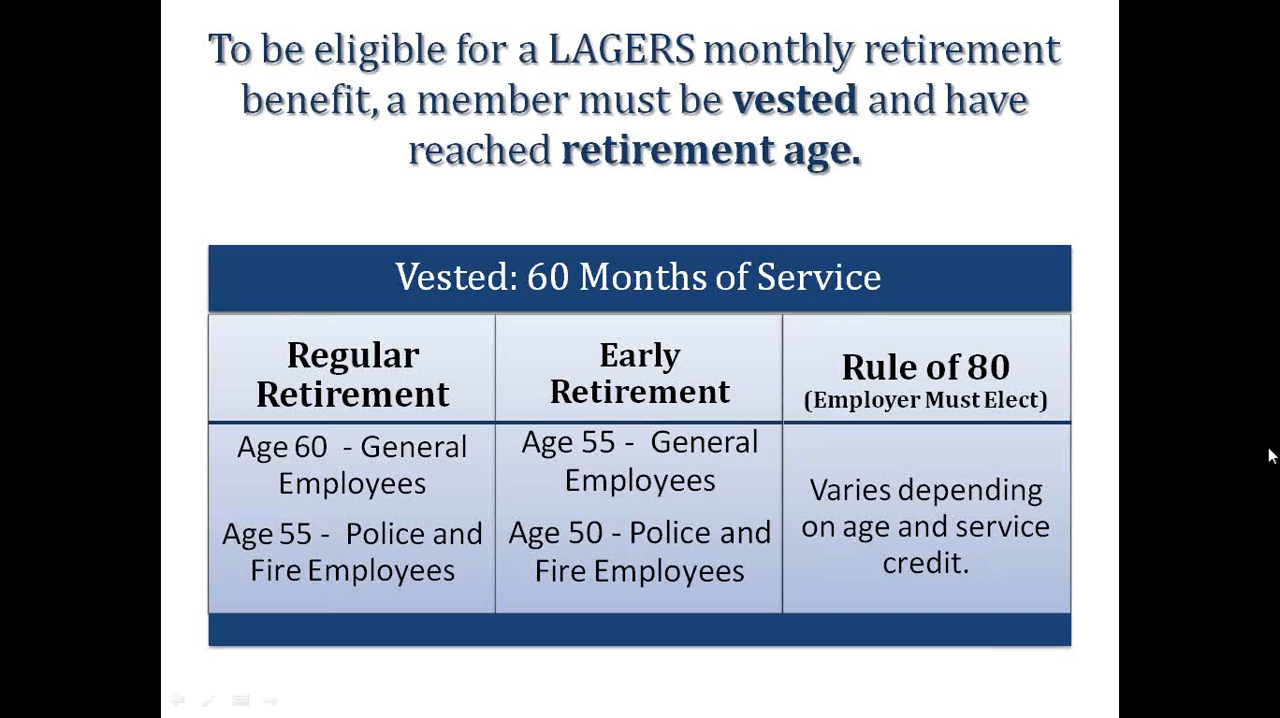 To be eligible for a LAGERS monthly retirement
benefit, a member must be vested and have
reached retirement age.
Vested: 60 Months of Service
Regular
Retirement
Early
Retirement
Rule of 80
(Employer Must Elect)
Age 60 - General
Employees
Age 55 - Police and
Fire Employees
Age 55 - General
Employees
Age 50 - Police and
Fire Employees
Varies depending
on age and service
credit.